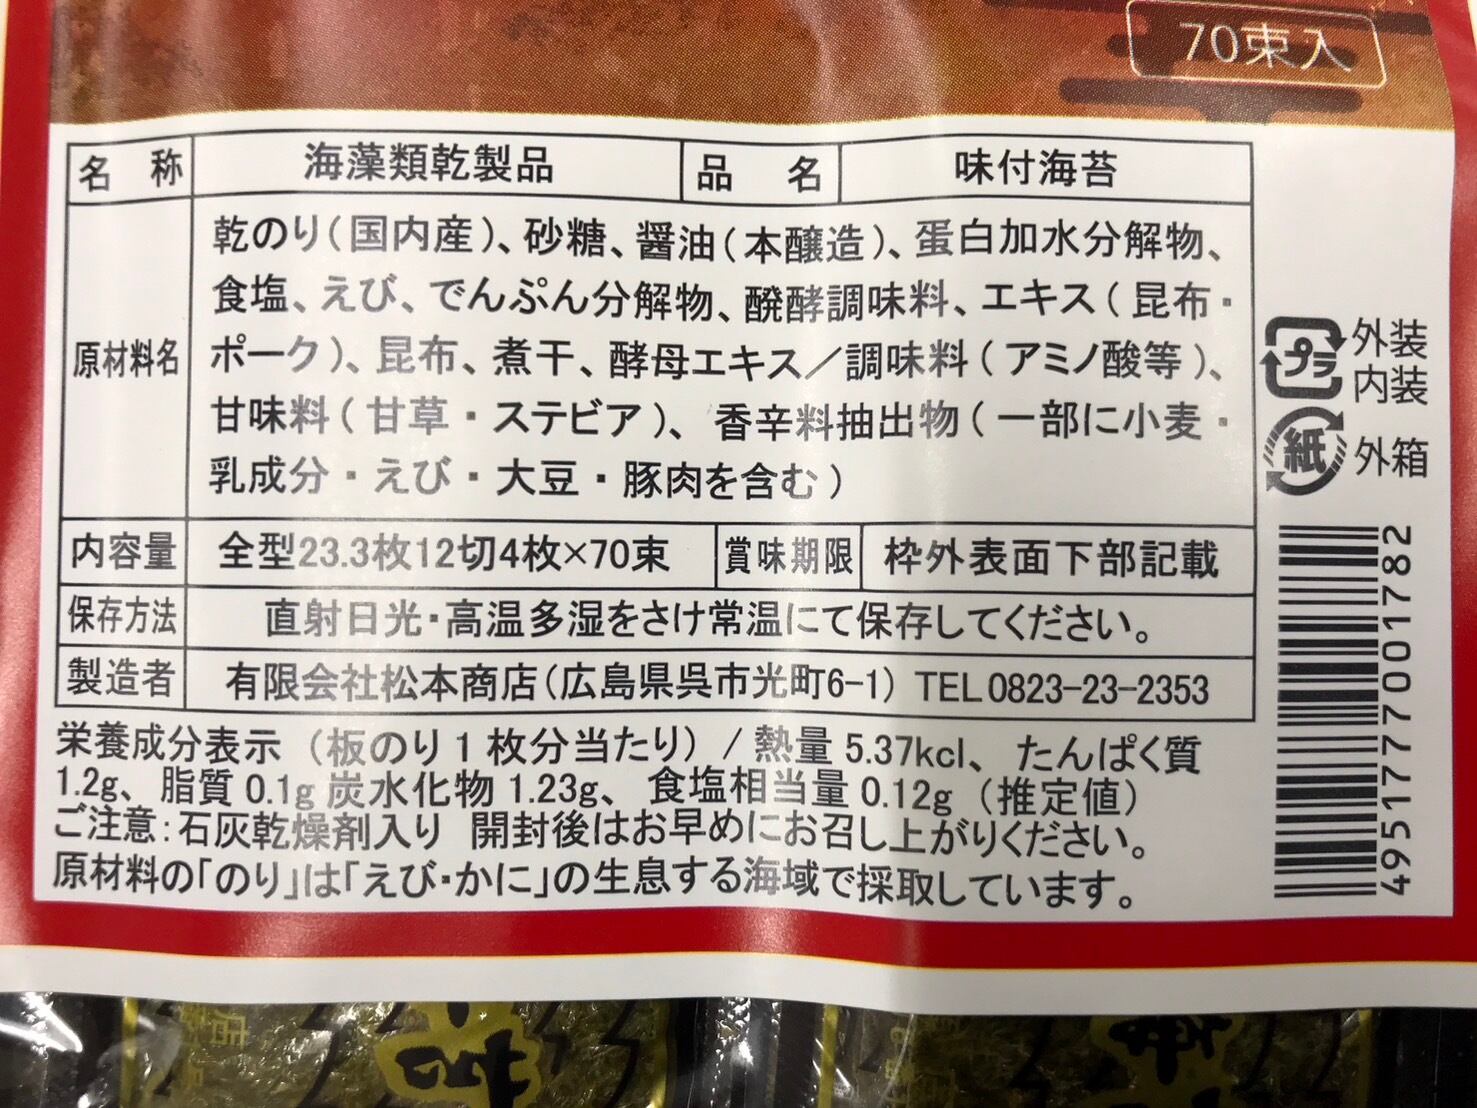 70束入
名 称 海藻類乾製品 品 名 味付海苔
原材料名
乾のり(国内産)、砂糖、醤油(本醸造)、蛋白加水分解物、
食塩、えび、でんぷん分解物、醗酵調味料、エキス(昆布・
ポーク)、昆布、煮干、酵母エキス/調味料(アミノ酸等)、
甘味料(甘草・ステビア)、香辛料抽出物(一部に小麦・
乳成分・えび・大豆・豚肉を含む)
内容量 全型23.3枚12切4枚×70束 賞味期限 枠外表面下部記載
保存方法 直射日光・高温多湿をさけ常温にて保存してください。
製造者 有限会社松本商店(広島県呉市光町6-1) TEL0823-23-2353
栄養成分表示 (板のり1枚分当たり) / 熱量 5.37kcl、たんぱく質
1.2g、脂質 0.1g 炭水化物 1.23g、食塩相当量 0.12g (推定値)
ご注意:石灰乾燥剤入り 開封後はお早めにお召し上がりください。
原材料の「のり」は「えび・かに」の生息する海域で採取しています。
プラ
外装
内装
紙
外箱
4951777001782